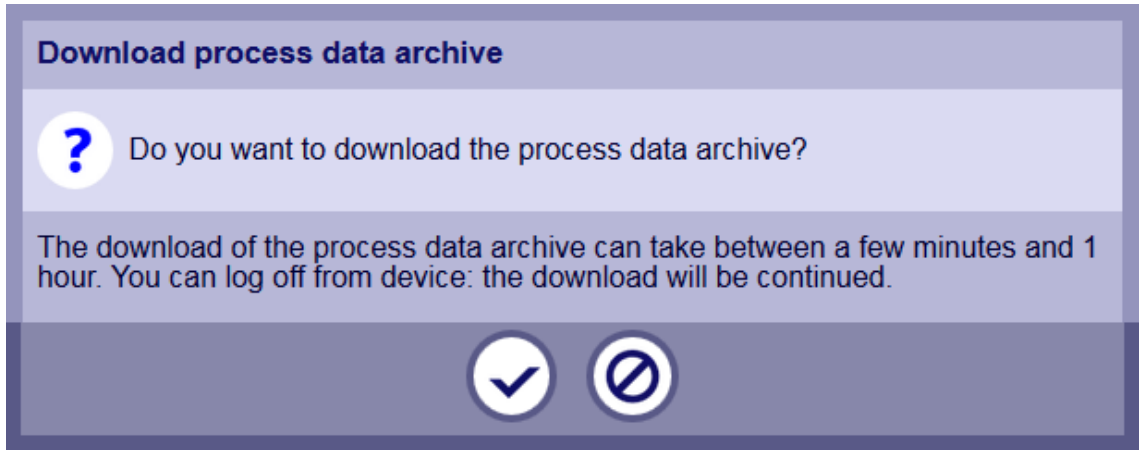 Download process data archive
Do you want to download the process data archive?
The download of the process data archive can take between a few minutes and 1
hour. You can log off from device: the download will be continued.